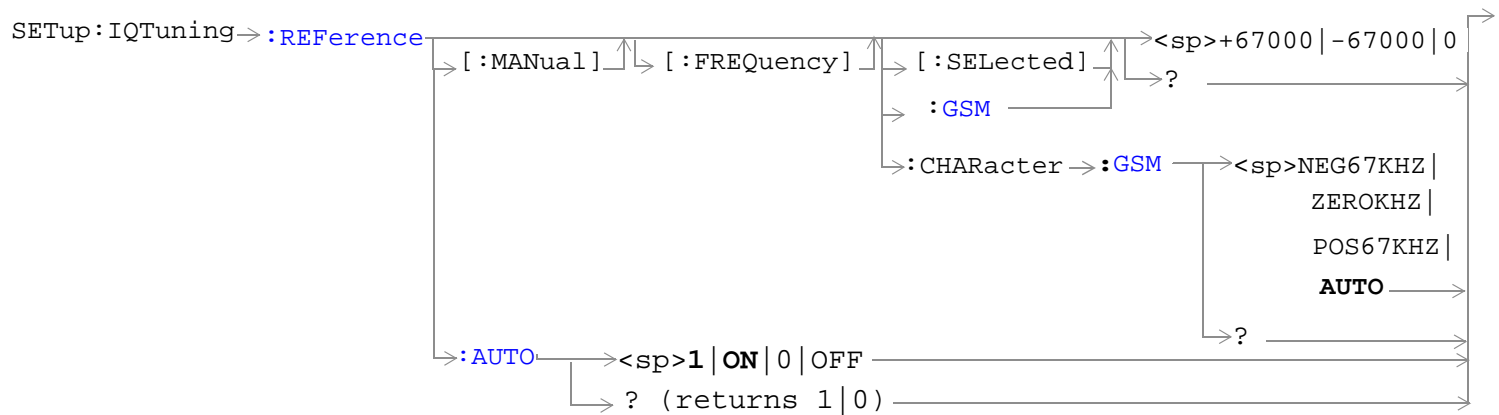 SETup:IQTuning :REFerence
<sp>+67000|-67000|0
[:MANual] [:FREQuency] [:SELected]
?
:GSM
:CHARacter :GSM <sp>NEG67KHZ|
ZEROKHZ|
POS67KHZ|
AUTO
?
:AUTO <sp>1|ON|0|OFF
? (returns 1|0)